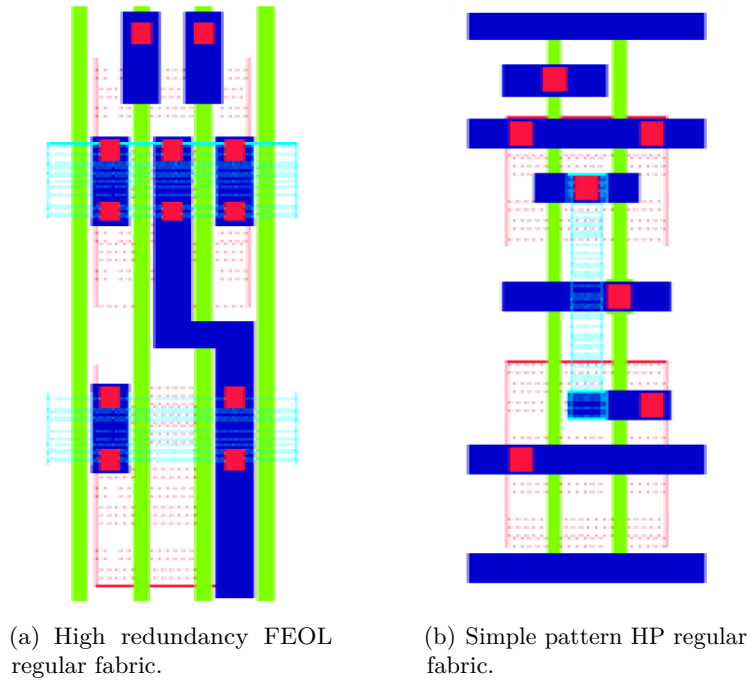 (a) High redundancy FEOL
regular fabric.
(b) Simple pattern HP regular
fabric.